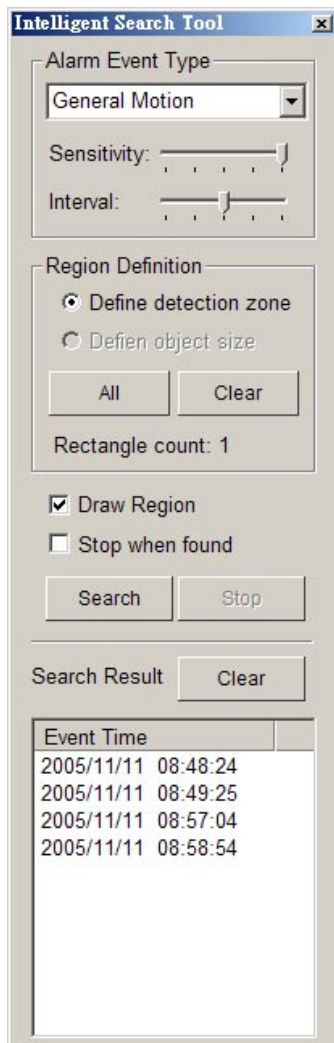 Intelligent Search Tool
Alarm Event Type
General Motion
Sensitivity:
Interval:
Region Definition
Define detection zone
Defien object size
All Clear
Rectangle count: 1
Draw Region
Stop when found
Search Stop
Search Result Clear
Event Time
2005/11/11 08:48:24
2005/11/11 08:49:25
2005/11/11 08:57:04
2005/11/11 08:58:54